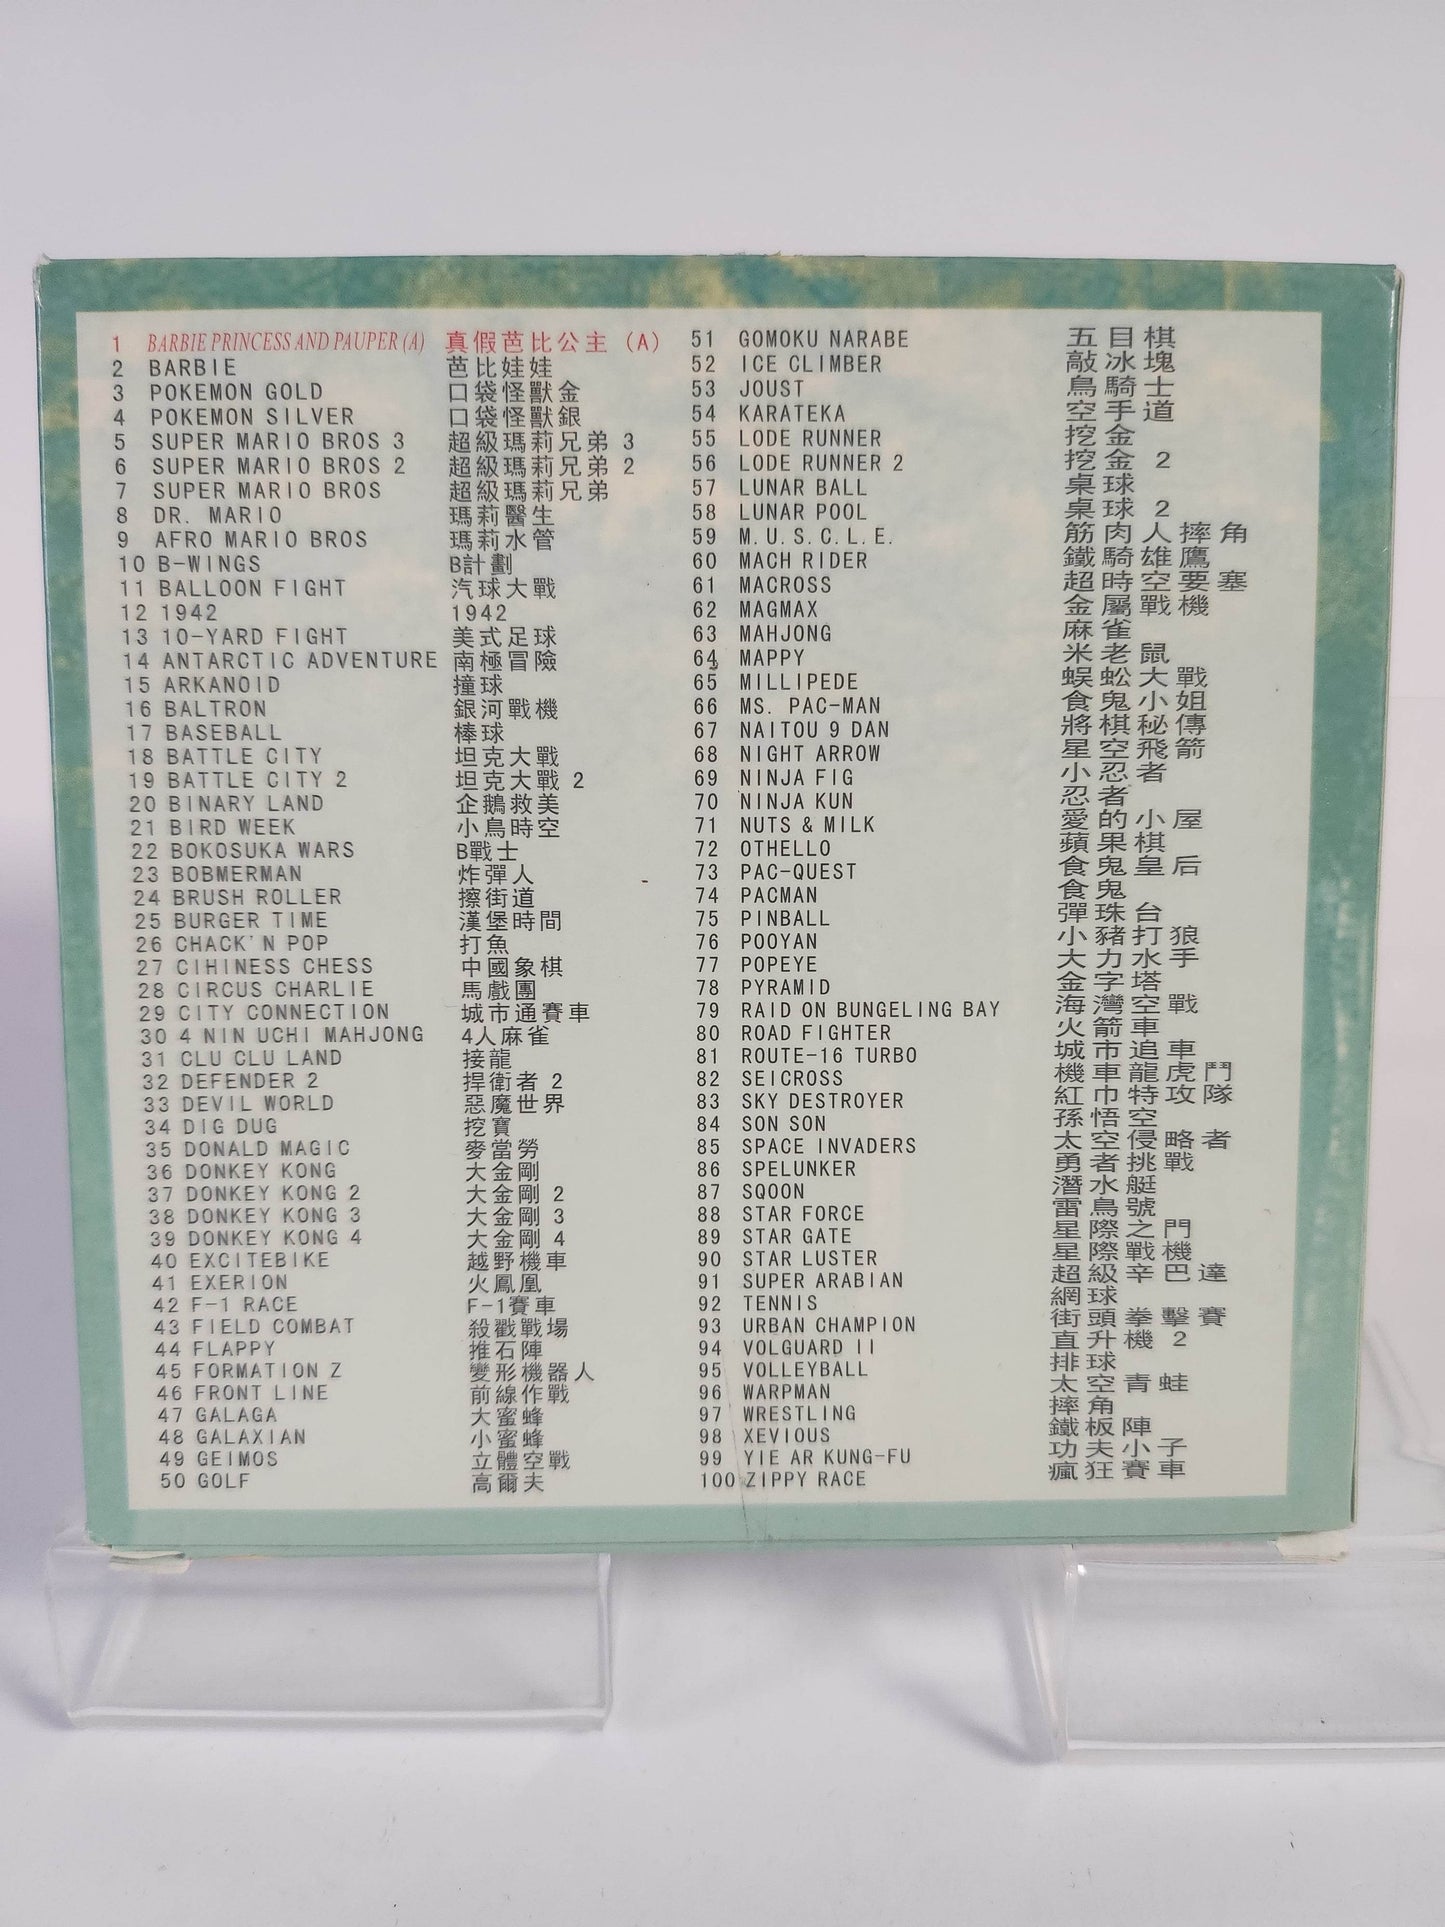 1 BARBIE PRINCESS AND PAUPER (A) 真假芭比公主 (A)
2 BARBIE 芭比娃娃
3 POKEMON GOLD 口袋怪獸金
4 POKEMON SILVER 口袋怪獸銀
5 SUPER MARIO BROS 3 超級瑪莉兄弟 3
6 SUPER MARIO BROS 2 超級瑪莉兄弟 2
7 SUPER MARIO BROS 超級瑪莉兄弟
8 DR. MARIO 瑪莉醫生
9 AFRO MARIO BROS 瑪莉水管
10 B-WINGS B計劃
11 BALLOON FIGHT 汽球大戰
12 1942 1942
13 10-YARD FIGHT 美式足球
14 ANTARCTIC ADVENTURE 南極冒險
15 ARKANOID 撞球
16 BALTRON 銀河戰機
17 BASEBALL 棒球
18 BATTLE CITY 坦克大戰
19 BATTLE CITY 2 坦克大戰 2
20 BINARY LAND 企鵝救美
21 BIRD WEEK 小鳥時空
22 BOKOSUKA WARS B戰士
23 BOBMERMAN 炸彈人
24 BRUSH ROLLER 擦街道
25 BURGER TIME 漢堡時間
26 CHACK'N POP 打魚
27 CIHINESS CHESS 中國象棋
28 CIRCUS CHARLIE 馬戲團
29 CITY CONNECTION 城市通賽車
30 4 NIN UCHI MAHJONG 4人麻雀
31 CLU CLU LAND 接龍
32 DEFENDER 2 捍衛者 2
33 DEVIL WORLD 惡魔世界
34 DIG DUG 挖寶
35 DONALD MAGIC 麥當勞
36 DONKEY KONG 大金剛
37 DONKEY KONG 2 大金剛 2
38 DONKEY KONG 3 大金剛 3
39 DONKEY KONG 4 大金剛 4
40 EXCITEBIKE 越野機車
41 EXERION 火鳳凰
42 F-1 RACE F-1賽車
43 FIELD COMBAT 殺戳戰場
44 FLAPPY 推石陣
45 FORMATION Z 變形機器人
46 FRONT LINE 前線作戰
47 GALAGA 大蜜蜂
48 GALAXIAN 小蜜蜂
49 GEIMOS 立體空戰
50 GOLF 高爾夫
51 GOMOKU NARABE 五目棋
52 ICE CLIMBER 敲冰塊
53 JOUST 鳥騎士
54 KARATEKA 空手道
55 LODE RUNNER 挖金
56 LODE RUNNER 2 挖金 2
57 LUNAR BALL 桌球
58 LUNAR POOL 桌球 2
59 M.U.S.C.L.E. 筋肉人摔角
60 MACH RIDER 鐵騎雄鷹
61 MACROSS 超時空要塞
62 MAGMAX 金屬戰機
63 MAHJONG 麻雀
64 MAPPY 米老鼠
65 MILLIPEDE 蜈蚣大戰
66 MS. PAC-MAN 食鬼小姐
67 NAITOU 9 DAN 將棋秘傳
68 NIGHT ARROW 星空飛箭
69 NINJA FIG 小忍者
70 NINJA KUN 忍者
71 NUTS & MILK 愛的小屋
72 OTHELLO 蘋果棋
73 PAC-QUEST 食鬼皇后
74 PACMAN 食鬼
75 PINBALL 彈珠台
76 POOYAN 小豬打狼
77 POPEYE 大力水手
78 PYRAMID 金字塔
79 RAID ON BUNGELING BAY 海灣空戰
80 ROAD FIGHTER 火箭車
81 ROUTE-16 TURBO 城市追車
82 SEICROSS 機車龍虎鬥
83 SKY DESTROYER 紅巾特攻隊
84 SON SON 孫悟空
85 SPACE INVADERS 太空侵略者
86 SPELUNKER 勇者挑戰
87 SQOON 潛水艇
88 STAR FORCE 雷鳥號
89 STAR GATE 星際之門
90 STAR LUSTER 星際戰機
91 SUPER ARABIAN 超級辛巴達
92 TENNIS 網球
93 URBAN CHAMPION 街頭拳擊賽
94 VOLGUARD II 直升機 2
95 VOLLEYBALL 排球
96 WARPMAN 太空青蛙
97 WRESTLING 摔角
98 XEVIOUS 鐵板陣
99 YIE AR KUNG-FU 功夫小子
100 ZIPPY RACE 瘋狂賽車